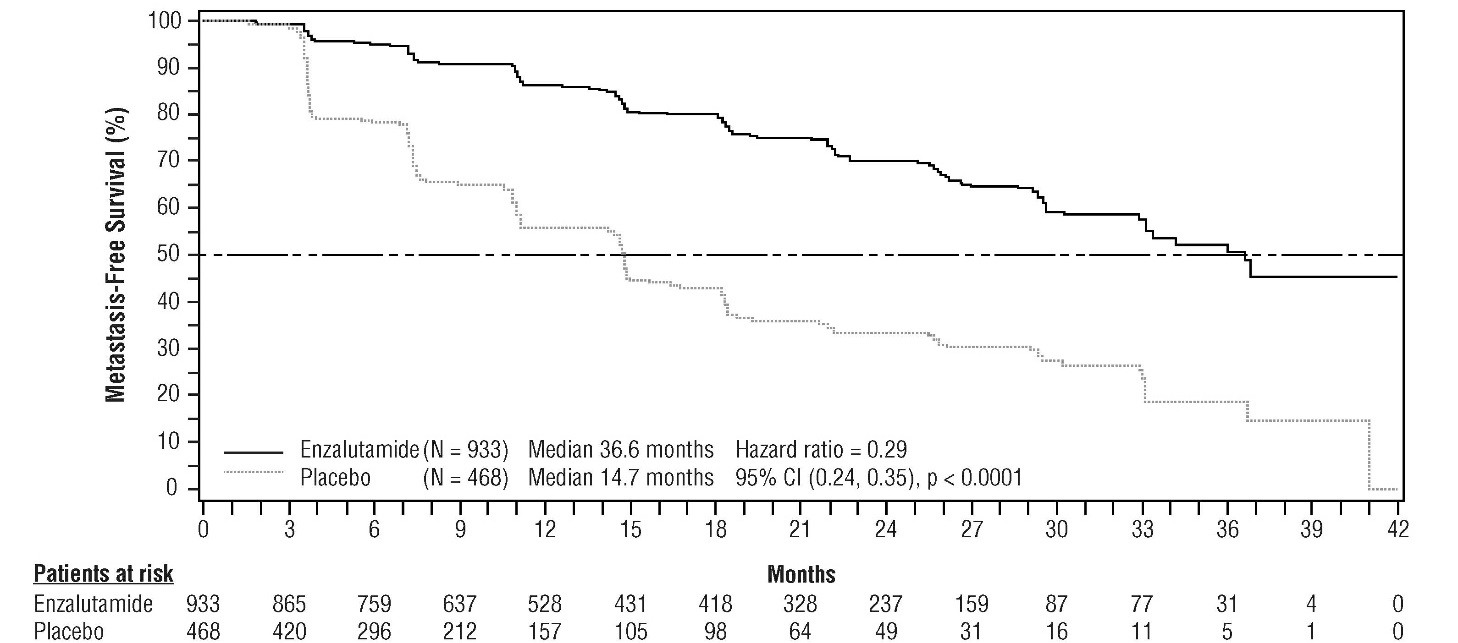 100
90
80
70
60
50
40
30
20
10
0
Metastasis-Free Survival (%)
Enzalutamide (N = 933) Median 36.6 months Hazard ratio = 0.29
Placebo (N = 468) Median 14.7 months 95% CI (0.24, 0.35), p < 0.0001
0 3 6 9 12 15 18 21 24 27 30 33 36 39 42
Patients at risk Months
Enzalutamide 933 865 759 637 528 431 418 328 237 159 87 77 31 4 0
Placebo 468 420 296 212 157 105 98 64 49 31 16 11 5 1 0